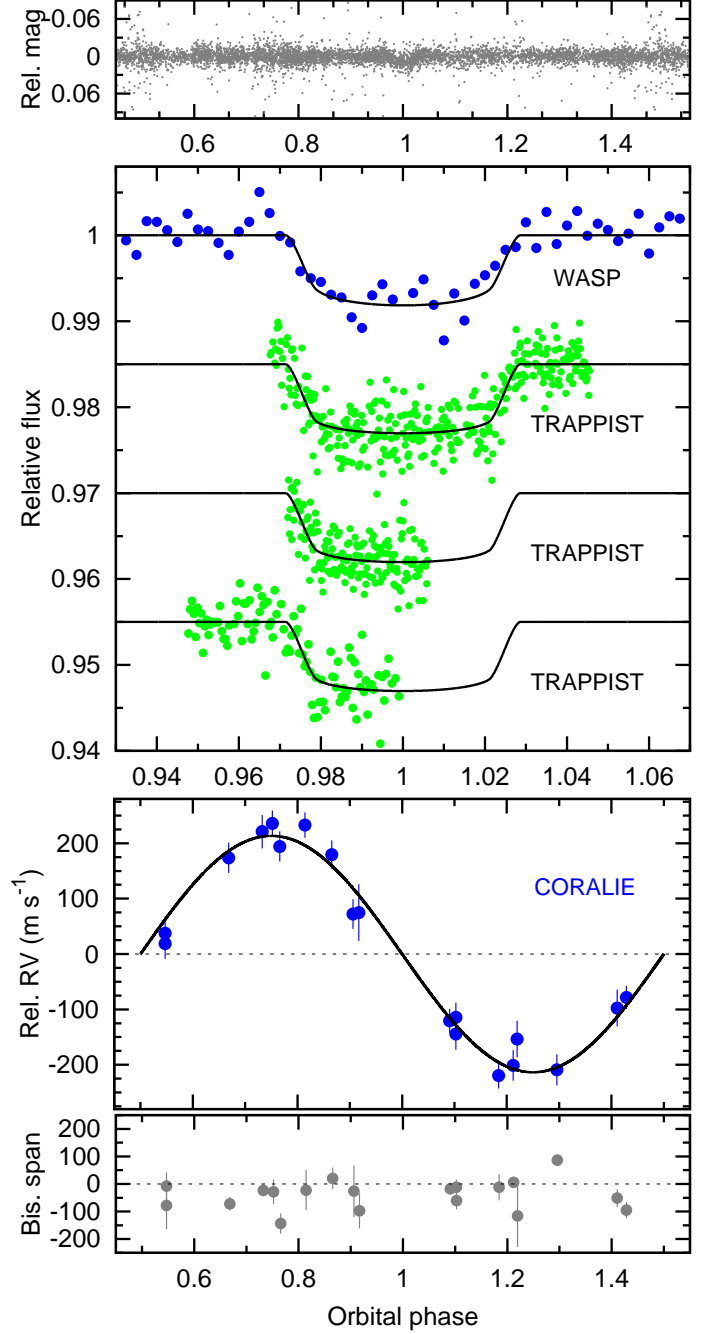 Rel. mag
-0.06
0
0.06
0.6 0.8 1 1.2 1.4
Relative flux
1
0.99
0.98
0.97
0.96
0.95
0.94
WASP
TRAPPIST
TRAPPIST
TRAPPIST
0.94 0.96 0.98 1 1.02 1.04 1.06
Rel. RV (m s-1)
200
100
0
-100
-200
CORALIE
Bis. span
200
100
0
-100
-200
0.6 0.8 1 1.2 1.4
Orbital phase